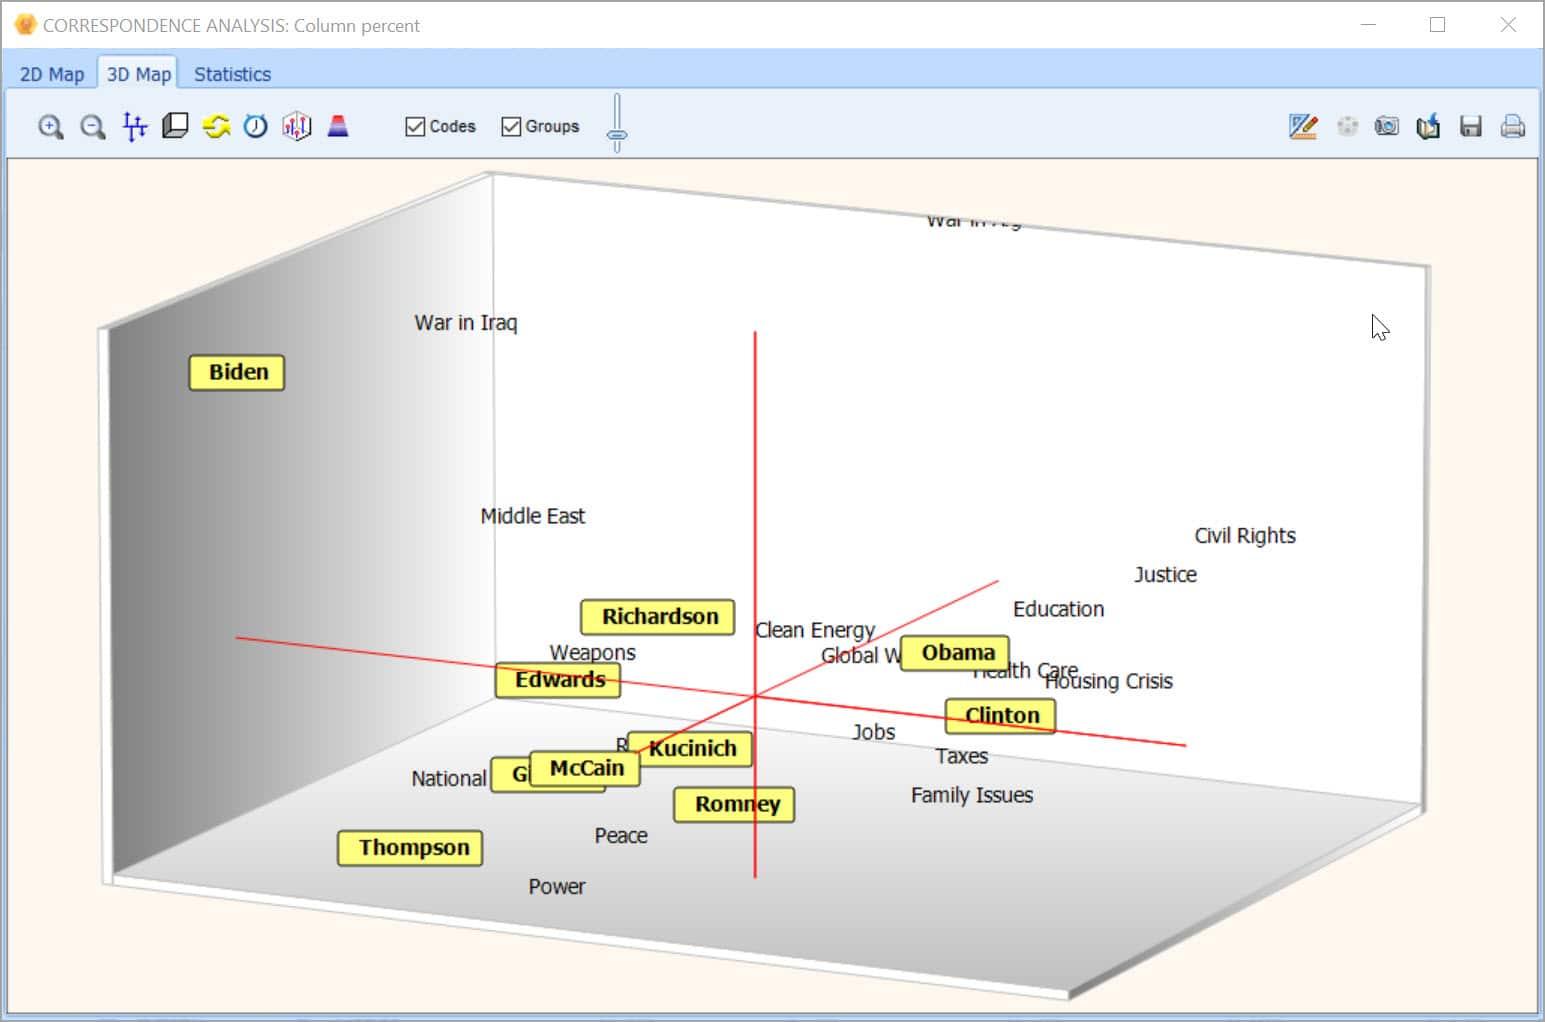 CORRESPONDENCE ANALYSIS: Column percent
2D Map 3D Map Statistics
Codes Groups
War in
War in Iraq
Biden
Middle East
Civil Rights
Justice
Education
Richardson
Clean Energy
Weapons
Global W
Obama
Health Care
Housing Crisis
Edwards
Clinton
Jobs
Kucinich
Taxes
McCain
National
Gi
Family Issues
Romney
Peace
Thompson
Power